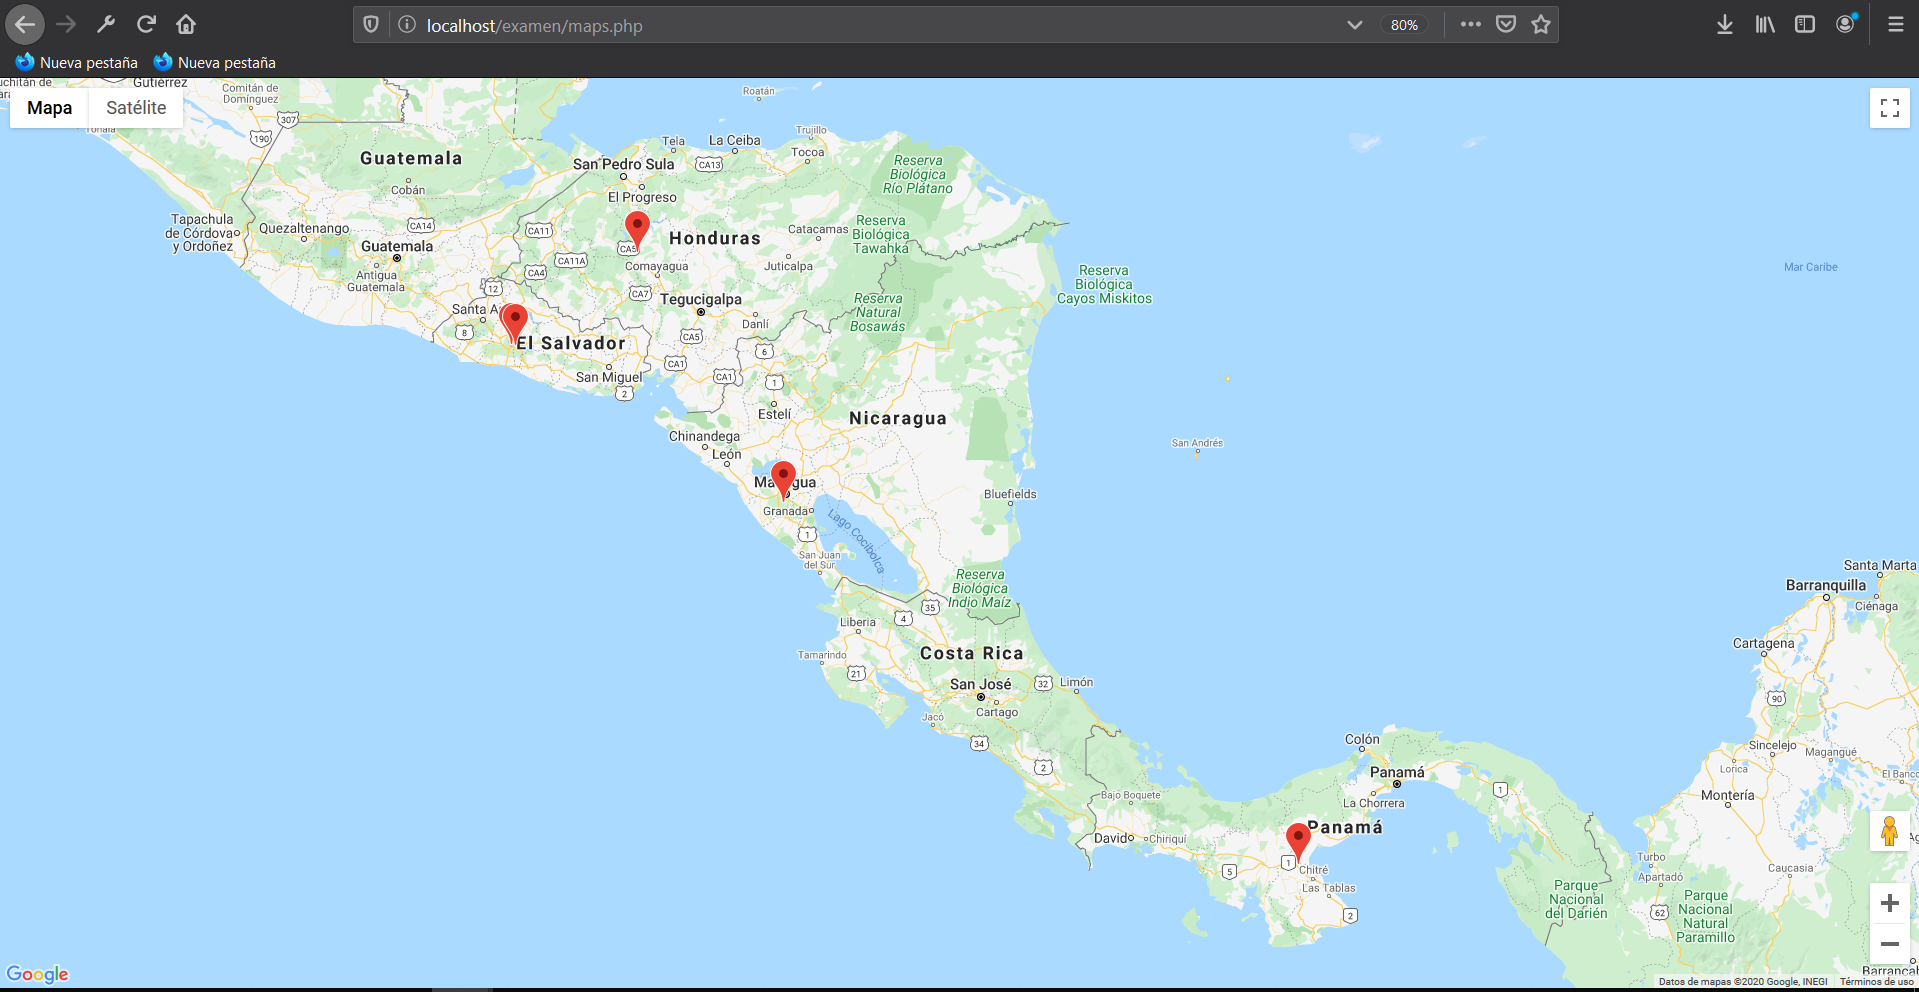 localhost/examen/maps.php
80%
Nueva pestaña
Nueva pestaña
Mapa
Satélite
Gutiérrez
Comitán de
Domínguez
307
190
Guatemala
Cobán
Tapachula
de Córdova
y Ordoñez
Quezaltenango
CA14
Guatemala
Antigua
Guatemala
Roatán
Trujillo
Tela
La Ceiba
Tocoa
San Pedro Sula
CA13
El Progreso
CA11
CA5
Honduras
Catacamas
CA11A
CA4
Comayagua
Juticalpa
12
CA7
Tegucigalpa
Danlí
Santa A
8
El Salvador
CA5
6
San Miguel
2
CA1
CA1
1
Reserva
Biológica
Río Plátano
Reserva
Biológica
Tawahka
Reserva
Natural
Bosawás
Reserva
Biológica
Cayos Miskitos
Mar Caribe
Estelí
Nicaragua
Chinandega
León
San Andrés
Ma gua
Granada
Bluefields
Lago Cocibolca
1
San Juan
del Sur
Reserva
Biológica
Indio Maíz
35
4
Liberia
Tamarindo
21
Costa Rica
San José
32
Limón
Cartago
Jacó
34
2
Santa Marta
Barranquilla
Ciénaga
Cartagena
90
Sincelejo
Magangué
Lorica
El Banco
Montería
Colón
Panamá
La Chorrera
1
Bajo Boquete
David
Chiriquí
Panamá
1
Chitré
5
Las Tablas
2
Turbo
Apartadó
Caucasia
Parque
Nacional
del Darién
62
Parque
Nacional
Natural
Paramillo
Barrancab
Google
Datos de mapas ©2020 Google, INEGI
Términos de uso